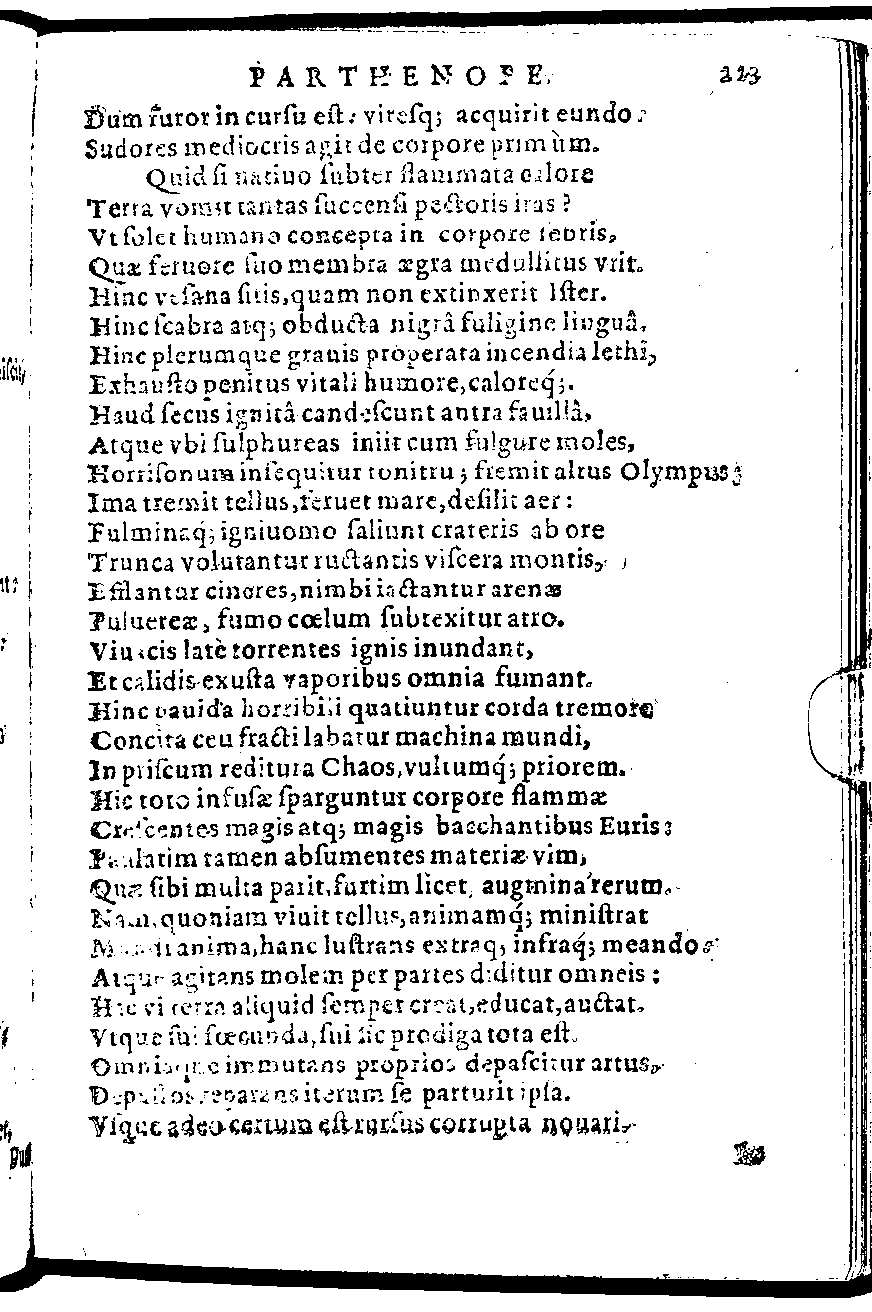 PARTHENOPE. 223
Dum furor in cursu est: viresq; acquirit eundo:
Sudores mediocris agit de corpore primùm.
Quid si natiuo subter flammata calore
Terra vomit tantas succensi pectoris iras?
Vt solet humano concepta in corpore febris,
Quæ feruore suo membra ægra medullitus vrit.
Hinc vesana sitis, quam non extinxerit Ister.
Hinc scabra atq; obducta nigrâ fuligine linguâ.
Hinc plerumque grauis properata incendia lethi,
Exhausto penitus vitali humore, caloreq́;.
Haud secùs ignitâ candescunt antra fauillâ,
Atque vbi sulphureas iniit cum fulgure moles,
Horrisonum insequitur tonitru; fremit altus Olympus;
Ima tremit tellus, feruet mare, desilit aer:
Fulminaq́; igniuomo saliunt crateris ab ore
Trunca volutantur ructantis viscera montis,
Efflantur cineres, nimbi iactantur arenæ
Puluereæ, fumo cœlum subtexitur atro.
Viuacis latè torrentes ignis inundant,
Et calidis exusta vaporibus omnia fumant.
Hinc pauida horribili quatiuntur corda tremore
Concita ceu fracti labatur machina mundi,
In priscum reditura Chaos, vultumq́; priorem.
Hic toto infusæ sparguntur corpore flammæ
Crescentes magis atq; magis bacchantibus Euris:
Paulatim tamen absumentes materiæ vim,
Quæ sibi multa parit, furtim licet, augmina rerum.
Nam, quoniam viuit tellus, animamq́; ministrat
Mundi anima, hanc lustrans extraq, infraq́; meando:
Atque agitans molem per partes diditur omneis:
Hac vi terra aliquid semper creat, educat, auctat.
Vtque sui fœcunda, sui sic prodiga tota est.
Omniaque immutans proprios depascitur artus,
Depastos reparans iterum se parturit ipsa.
Vsque adeo certum est rursus corrupta nouari.